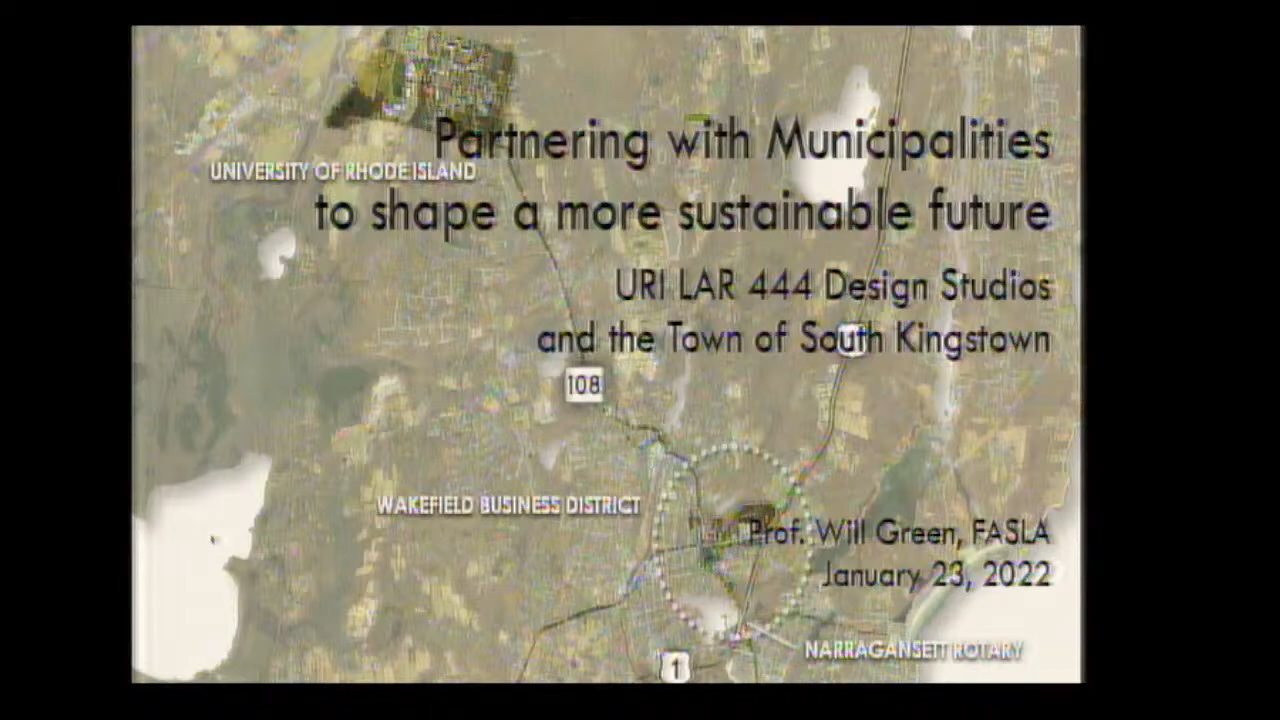 Partnering with Municipalities
UNIVERSITY OF RHODE ISLAND
to shape a more sustainable future
URI LAR 444 Design Studios
and the Town of South Kingstown
108
WAKEFIELD BUSINESS DISTRICT
Prof. Will Green, FASLA
January 23, 2022
NARRAGANSETT ROTARY
1